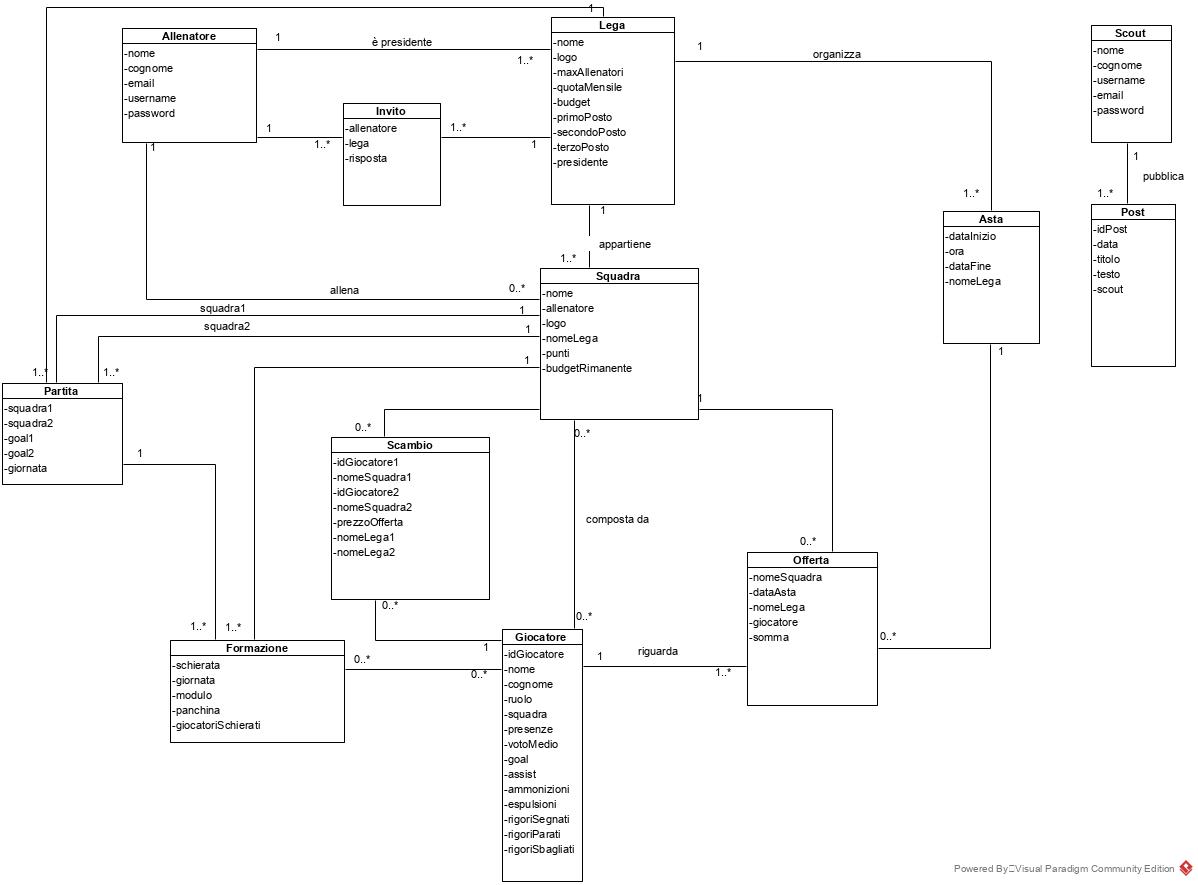 1
Allenatore
-nome
-cognome
-email
-username
-password
1
è presidente
1..*
Lega
-nome
-logo
-maxAllenatori
-quotaMensile
-budget
-primoPosto
-secondoPosto
-terzoPosto
-presidente
1
organizza
1..*
Scout
-nome
-cognome
-username
-email
-password
1
pubblica
1..*
Post
-idPost
-data
-titolo
-testo
-scout
Invito
-allenatore
-lega
-risposta
1
1..*
1..*
1
1
1
appartiene
1..*
Asta
-dataInizio
-ora
-dataFine
-nomeLega
1
Squadra
-nome
-allenatore
-logo
-nomeLega
-punti
-budgetRimanente
allena
0..*
squadra1
1
squadra2
1
1
1
1..*
1..*
Partita
-squadra1
-squadra2
-goal1
-goal2
-giornata
1
0..*
Scambio
-idGiocatore1
-nomeSquadra1
-idGiocatore2
-nomeSquadra2
-prezzoOfferta
-nomeLega1
-nomeLega2
0..*
0..*
composta da
0..*
0..*
Offerta
-nomeSquadra
-dataAsta
-nomeLega
-giocatore
-somma
0..*
1..*
1..*
Formazione
-schierata
-giornata
-modulo
-panchina
-giocatoriSchierati
0..*
0..*
1
Giocatore
-idGiocatore
-nome
-cognome
-ruolo
-squadra
-presenze
-votoMedio
-goal
-assist
-ammonizioni
-espulsioni
-rigoriSegnati
-rigoriParati
-rigoriSbagliati
1
riguarda
1..*
Powered By Visual Paradigm Community Edition